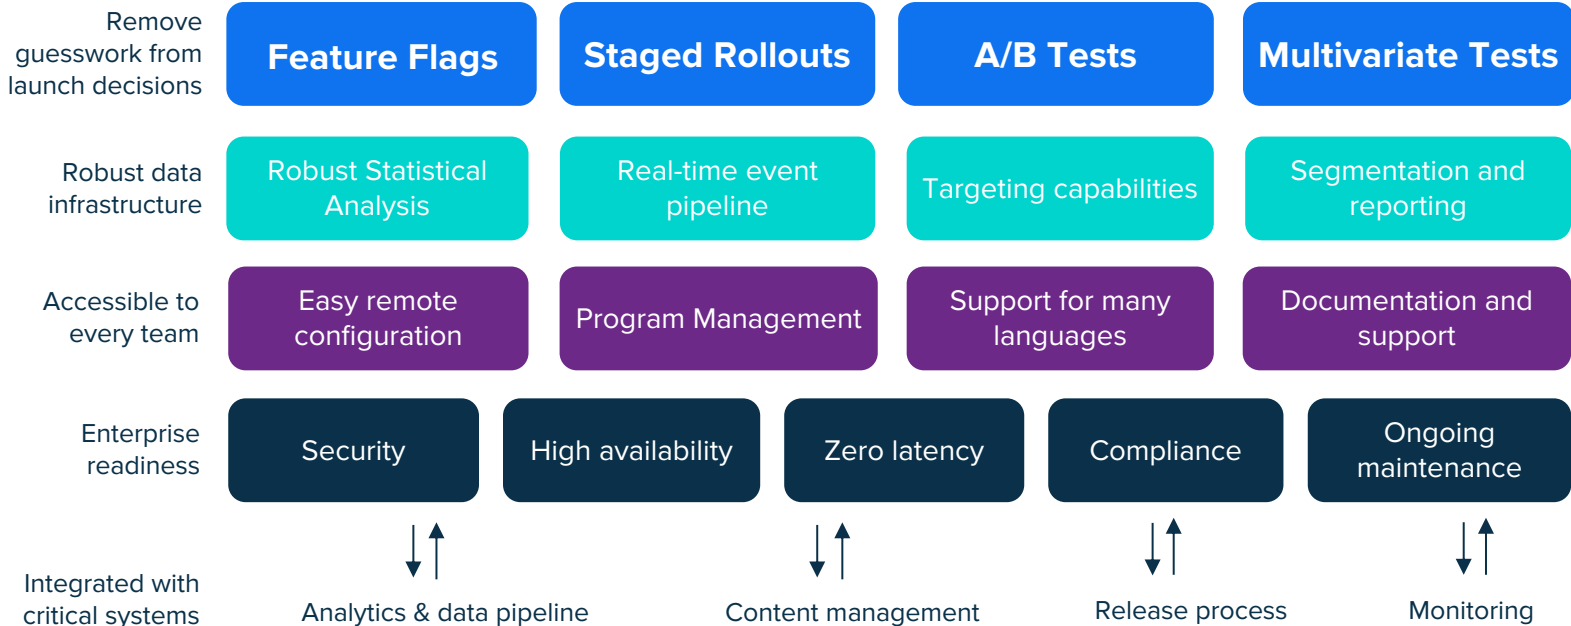 Remove
guesswork from
launch decisions
Feature Flags
Staged Rollouts
A/B Tests
Multivariate Tests
Robust data
infrastructure
Robust Statistical
Analysis
Real-time event
pipeline
Targeting capabilities
Segmentation and
reporting
Accessible to
every team
Easy remote
configuration
Program Management
Support for many
languages
Documentation and
support
Enterprise
readiness
Security
High availability
Zero latency
Compliance
Ongoing
maintenance
Integrated with
critical systems
Analytics & data pipeline
Content management
Release process
Monitoring